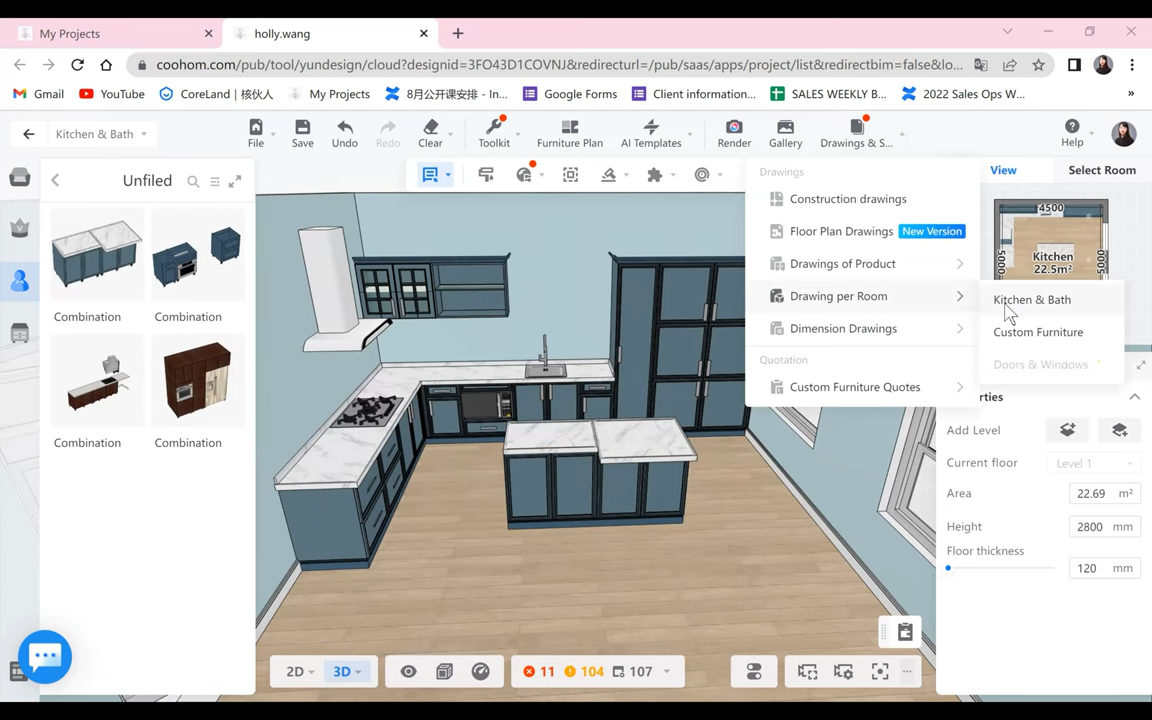 My Projects
holly.wang
coohom.com/pub/tool/yundesign/cloud?designid=3FO43D1COVNJ&redirecturl=/pub/saas/apps/project/list&redirectbim=false&lo...
Gmail YouTube CoreLand | 核伙人 My Projects 8月公开课安排 - In... Google Forms Client information... SALES WEEKLY B... 2022 Sales Ops W... »
Kitchen & Bath File Save Undo Redo Clear Toolkit Furniture Plan AI Templates Render Gallery Drawings & S... Help
Unfiled
Combination Combination
Combination Combination
Drawings
Construction drawings
Floor Plan Drawings New Version
Drawings of Product
Drawing per Room
Dimension Drawings
Quotation
Custom Furniture Quotes
Kitchen & Bath
Custom Furniture
Doors & Windows
View Select Room
4500
5000 Kitchen 5000
22.5m²
erties
Add Level
Current floor Level 1
Area 22.69 m²
Height 2800 mm
Floor thickness
120 mm
2D 3D 11 104 107 ...